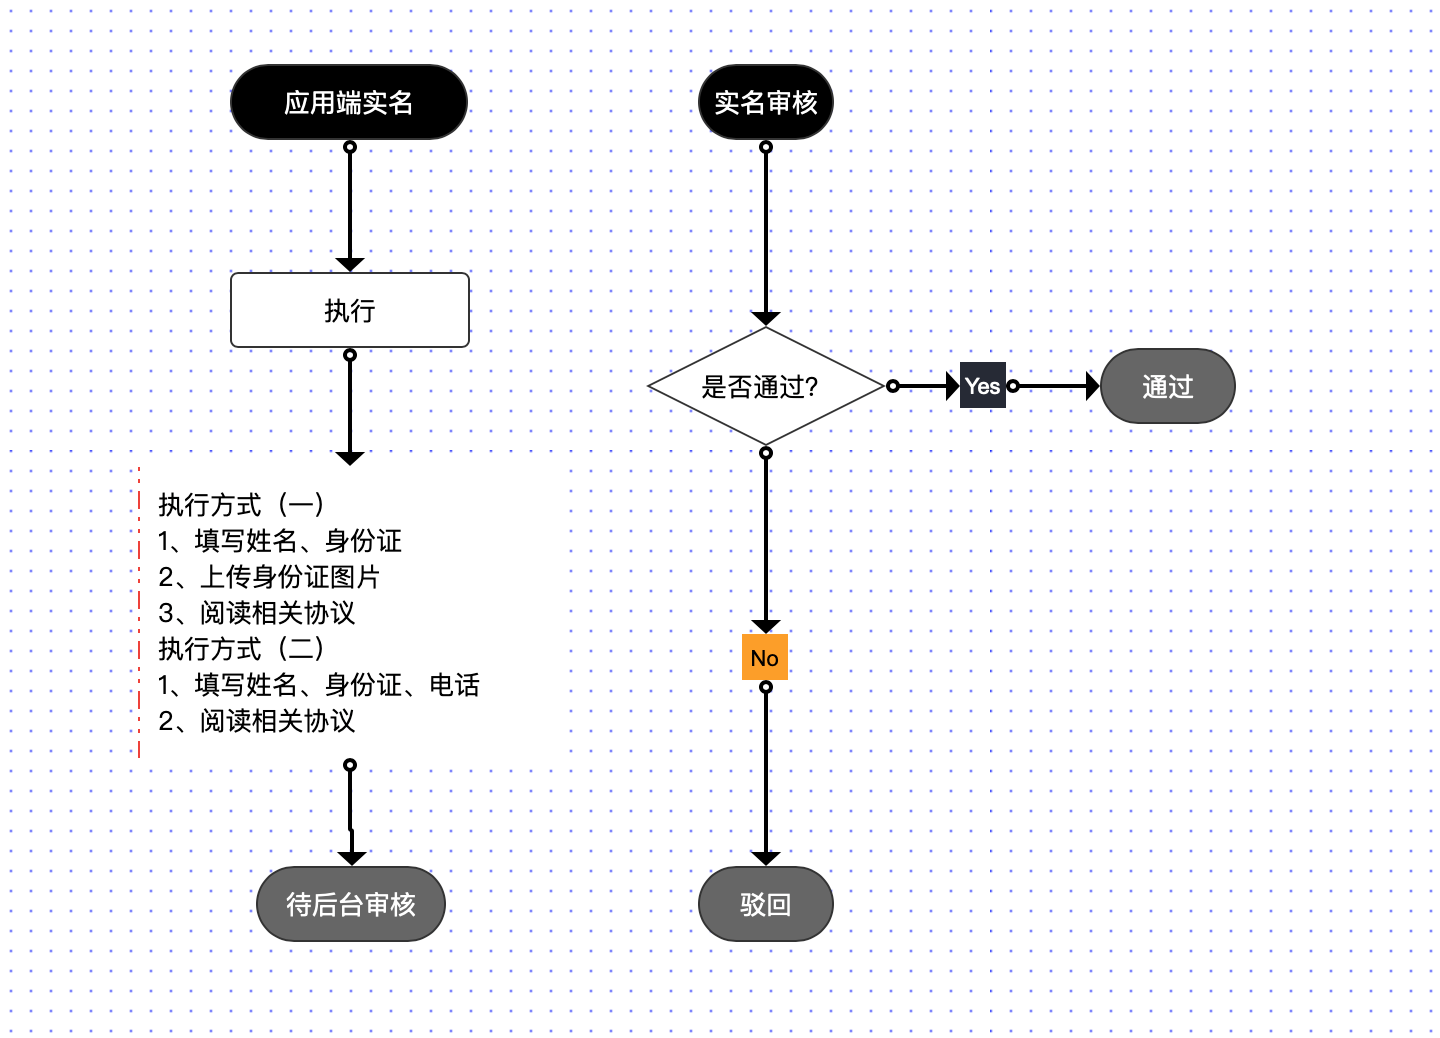 应用端实名
执行
执行方式（一）
1、填写姓名、身份证
2、上传身份证图片
3、阅读相关协议
执行方式（二）
1、填写姓名、身份证、电话
2、阅读相关协议
待后台审核
实名审核
是否通过?
Yes
通过
No
驳回